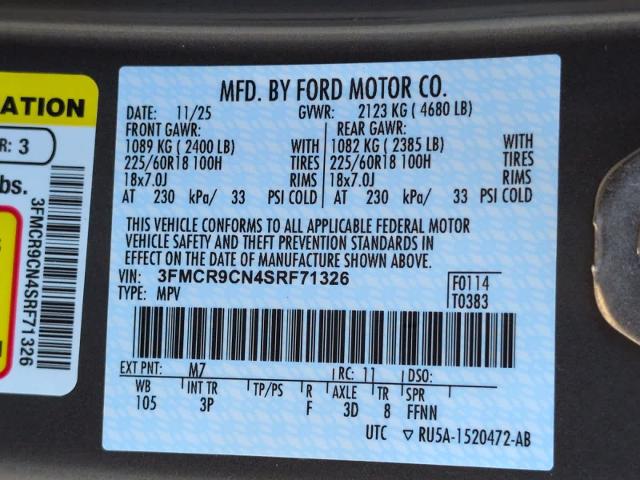 ATION
R: 3
bs.
3FMCR9CN4SRF71326
MFD. BY FORD MOTOR CO.
DATE: 11/25 GVWR: 2123 KG ( 4680 LB)
FRONT GAWR: REAR GAWR:
1089 KG ( 2400 LB) WITH 1082 KG ( 2385 LB) WITH
225/60R18 100H TIRES 225/60R18 100H TIRES
18x7.0J RIMS 18x7.0J RIMS
AT 230 kPa/ 33 PSI COLD AT 230 kPa/ 33 PSI COLD
THIS VEHICLE CONFORMS TO ALL APPLICABLE FEDERAL MOTOR
VEHICLE SAFETY AND THEFT PREVENTION STANDARDS IN
EFFECT ON THE DATE OF MANUFACTURE SHOWN ABOVE.
VIN: 3FMCR9CN4SRF71326 F0114
TYPE: MPV T0383
EXT PNT: M7 RC: 11 DSO:
WB INT TR TP/PS R AXLE TR SPR
105 3P F 3D 8 FFNN
UTC ▽ RU5A-1520472-AB